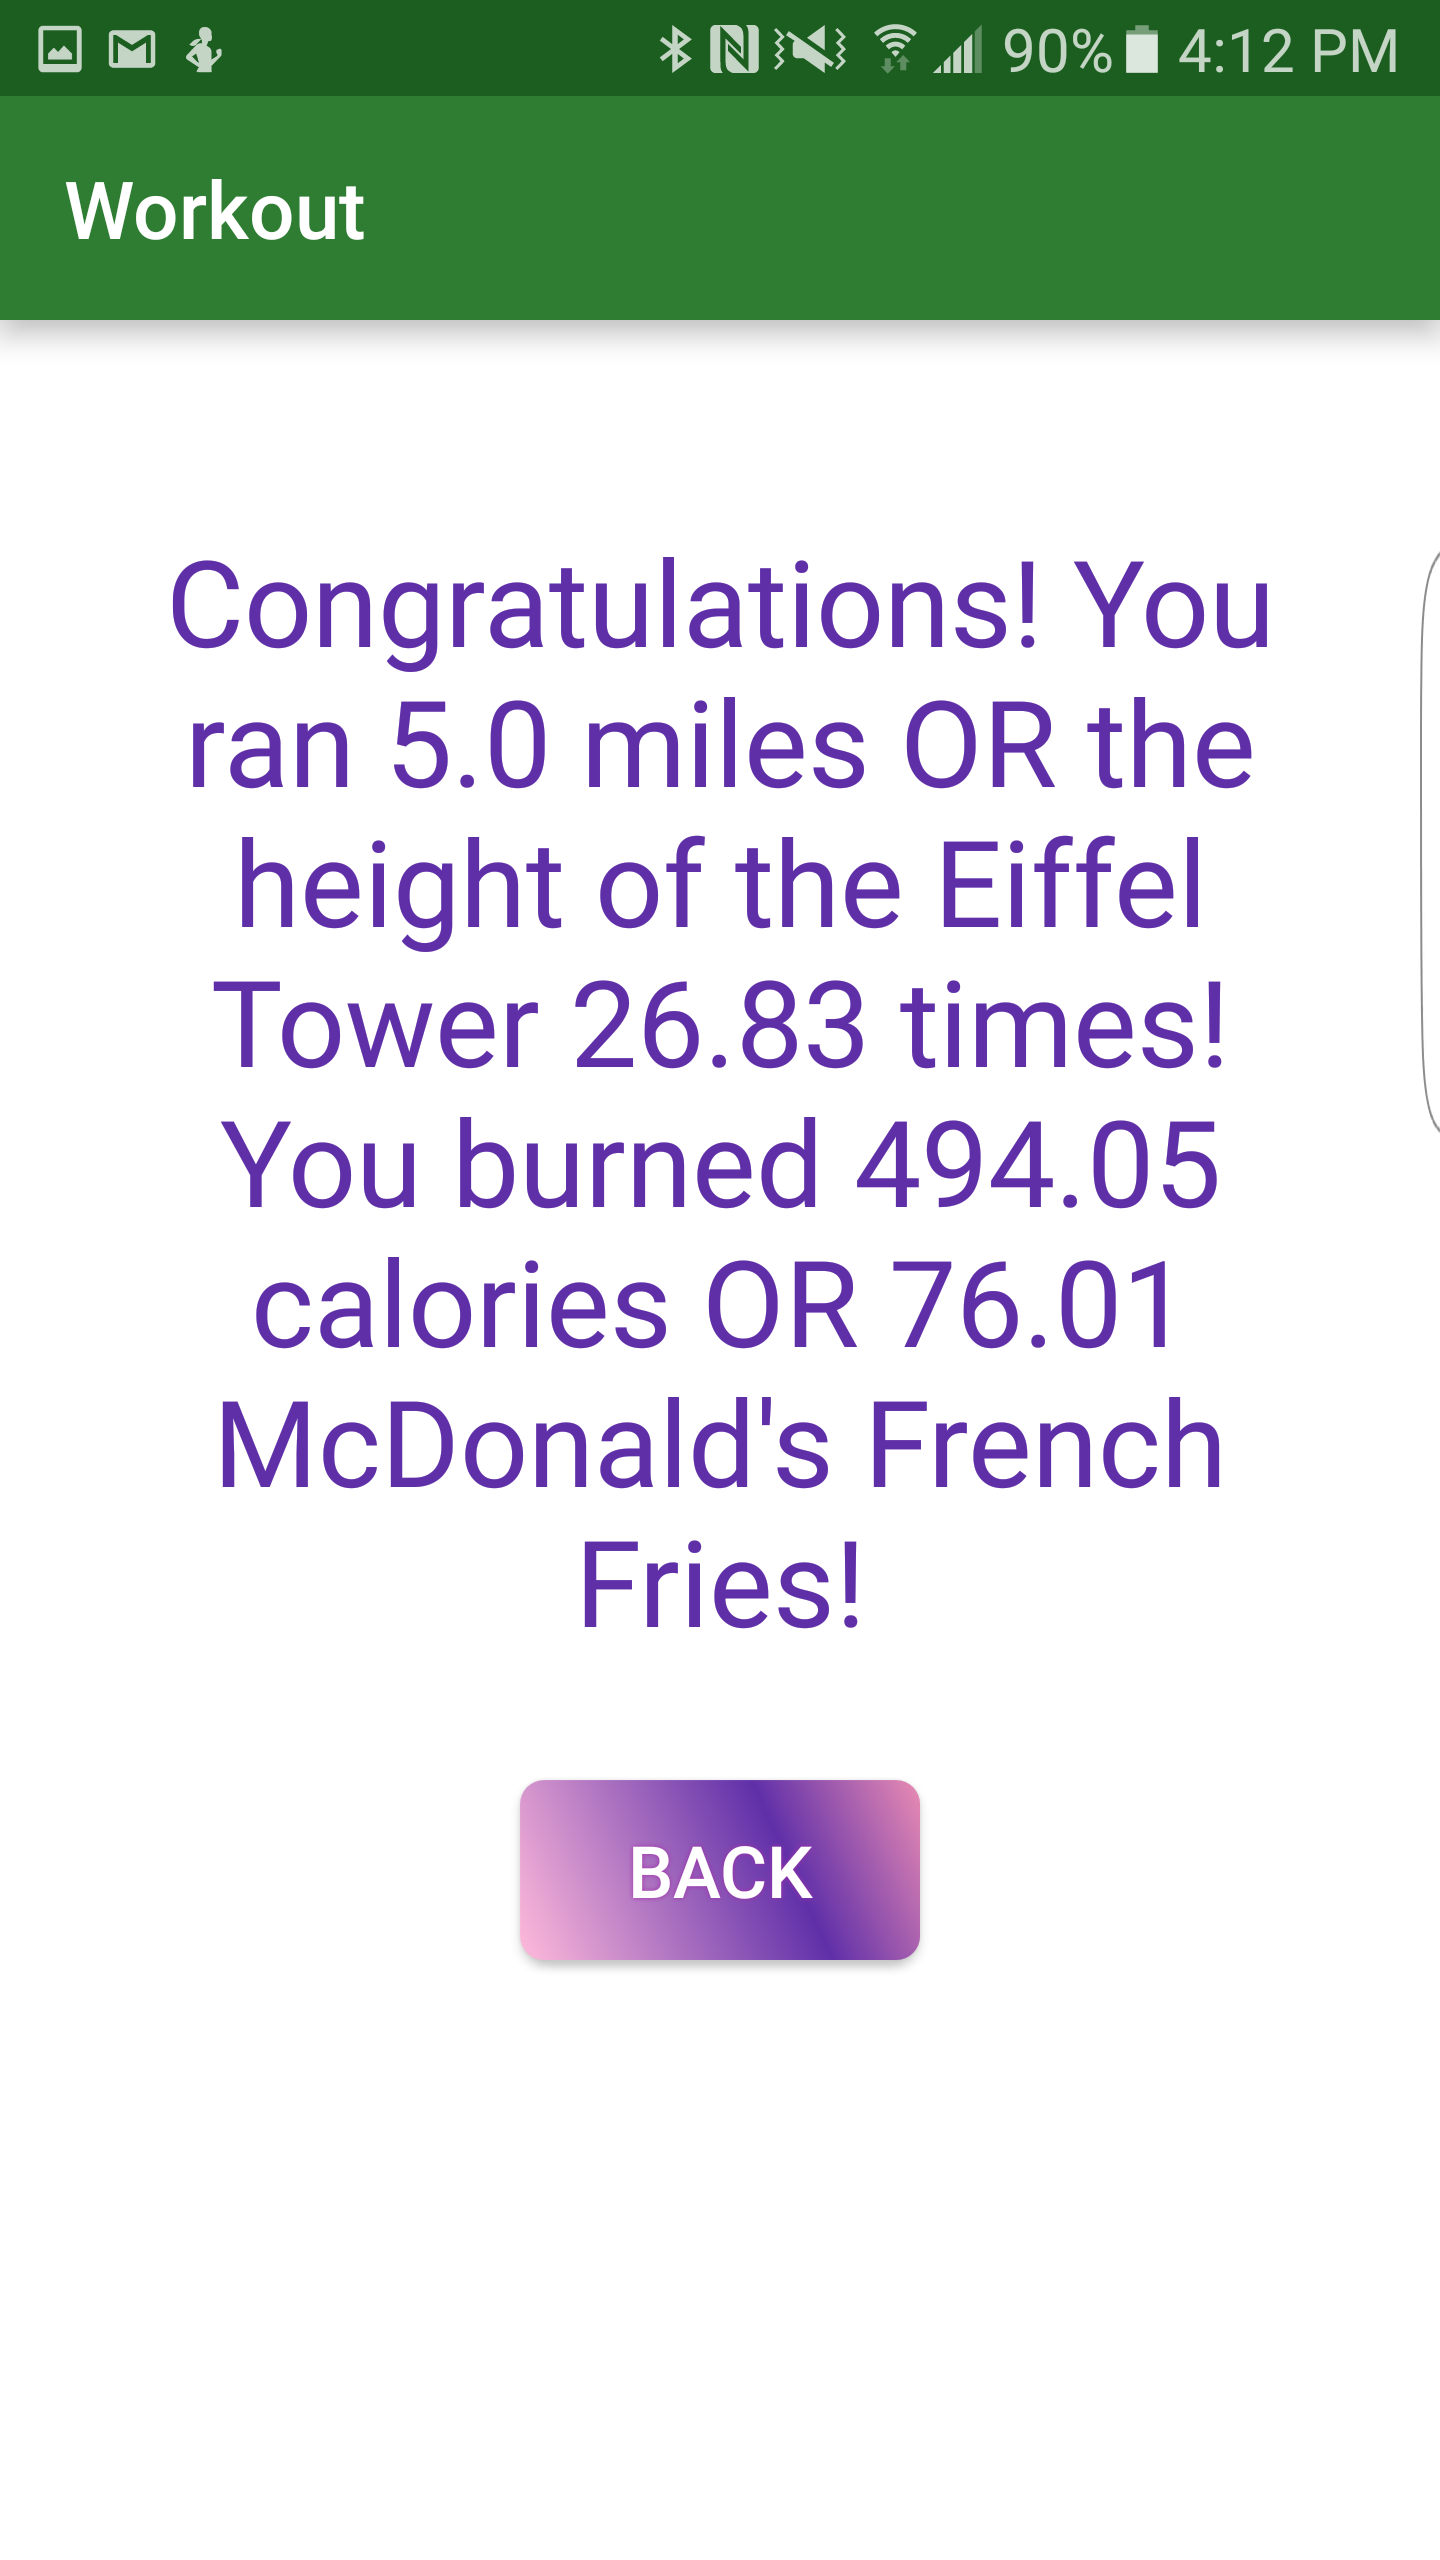 90% 4:12 PM
Workout
Congratulations! You
ran 5.0 miles OR the
height of the Eiffel
Tower 26.83 times!
You burned 494.05
calories OR 76.01
McDonald's French
Fries!
BACK